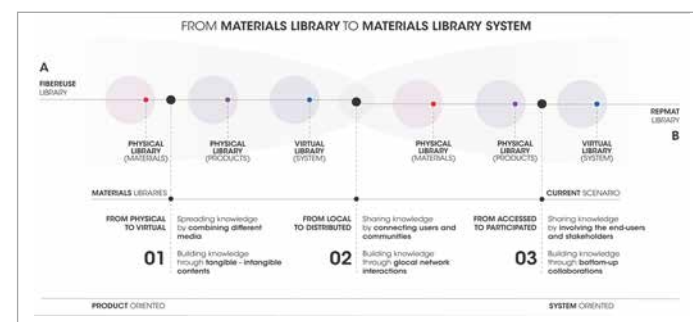 FROM MATERIALS LIBRARY TO MATERIALS LIBRARY SYSTEM
A
FIBEREUSE
LIBRARY
REPMAT
LIBRARY
B
PHYSICAL
LIBRARY
(MATERIALS)
PHYSICAL
LIBRARY
(PRODUCTS)
VIRTUAL
LIBRARY
(SYSTEM)
PHYSICAL
LIBRARY
(MATERIALS)
PHYSICAL
LIBRARY
(PRODUCTS)
VIRTUAL
LIBRARY
(SYSTEM)
MATERIALS LIBRARIES
CURRENT SCENARIO
FROM PHYSICAL
TO VIRTUAL
01
Spreading knowledge
by combining different
media
Building knowledge
through tangible - intangible
contents
FROM LOCAL
TO DISTRIBUTED
02
Sharing knowledge
by connecting users and
communities
Building knowledge
through glocal network
interactions
FROM ACCESSED
TO PARTICIPATED
03
Sharing knowledge
by involving the end-users
and stakeholders
Building knowledge
through bottom-up
collaborations
PRODUCT ORIENTED
SYSTEM ORIENTED